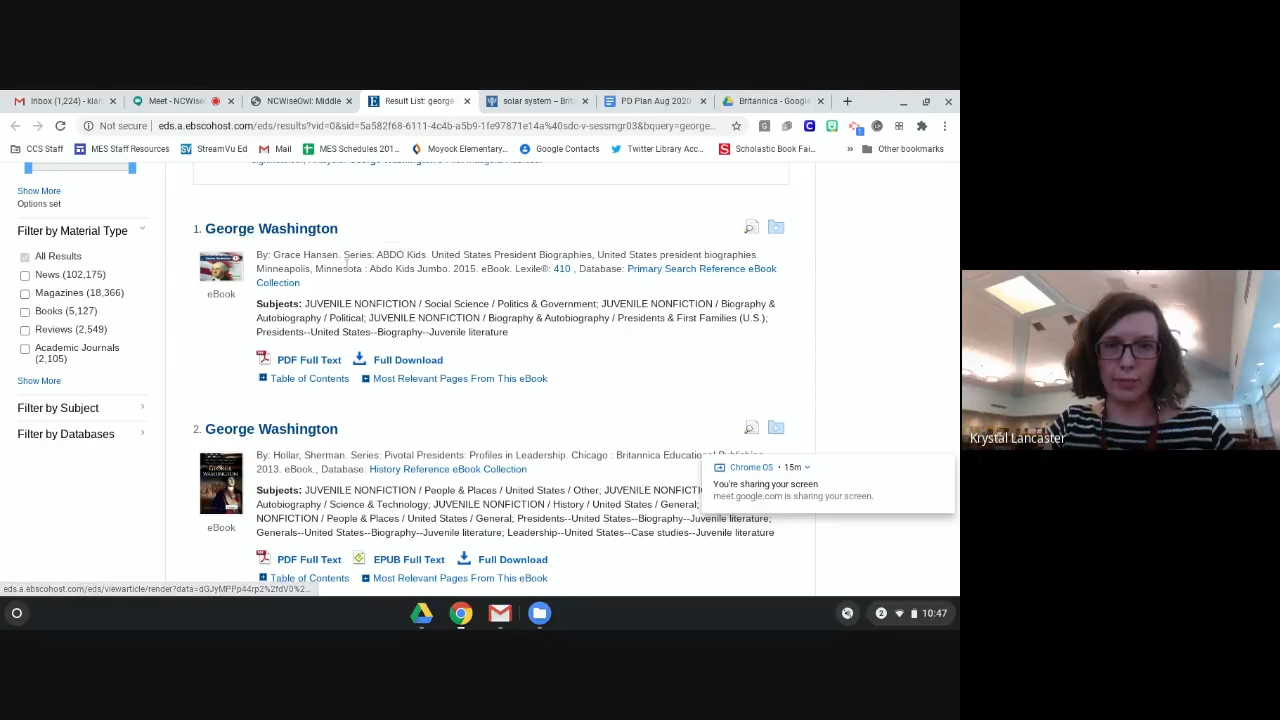 Inbox (1,224) - kian
Meet - NCWise
NCWiseOwl: Middle
Result List: george
solar system – Brit
PD Plan Aug 2020
Britannica - Google
Not secure
eds.a.ebscohost.com/eds/results?vid=0&sid=5a582f68-6111-4c4b-a5b9-1fe97871e14a%40sdc-v-sessmgr03&bquery=george...
CCS Staff
MES Staff Resources
StreamVu Ed
Mail
MES Schedules 201...
Moyock Elementary...
Google Contacts
Twitter Library Acc...
Scholastic Book Fai...
Other bookmarks
Show More
Options set
Filter by Material Type
All Results
News (102,175)
Magazines (18,366)
Books (5,127)
Reviews (2,549)
Academic Journals
(2,105)
Show More
Filter by Subject
Filter by Databases
1. George Washington
By: Grace Hansen. Series: ABDO Kids. United States President Biographies, United States president biographies.
Minneapolis, Minnesota : Abdo Kids Jumbo. 2015. eBook. Lexile®: 410 , Database: Primary Search Reference eBook
Collection
eBook
Subjects: JUVENILE NONFICTION / Social Science / Politics & Government; JUVENILE NONFICTION / Biography &
Autobiography / Political; JUVENILE NONFICTION / Biography & Autobiography / Presidents & First Families (U.S.);
Presidents--United States--Biography--Juvenile literature
PDF Full Text Full Download
Table of Contents Most Relevant Pages From This eBook
2. George Washington
By: Hollar, Sherman. Series: Pivotal Presidents: Profiles in Leadership. Chicago : Britannica Educational Publishing.
2013. eBook., Database: History Reference eBook Collection
eBook
Subjects: JUVENILE NONFICTION / People & Places / United States / Other; JUVENILE NONFICTI
Autobiography / Science & Technology; JUVENILE NONFICTION / History / United States / General;
NONFICTION / People & Places / United States / General; Presidents--United States--Biography--Juvenile literature;
Generals--United States--Biography--Juvenile literature; Leadership--United States--Case studies--Juvenile literature
PDF Full Text EPUB Full Text Full Download
Table of Contents Most Relevant Pages From This eBook
Chrome OS • 15m
You're sharing your screen
meet.google.com is sharing your screen.
eds.a.ebscohost.com/eds/viewarticle/render?data=dGJyMPPp44rp2%2fdV0%2...
2 10:47
Krystal Lancaster